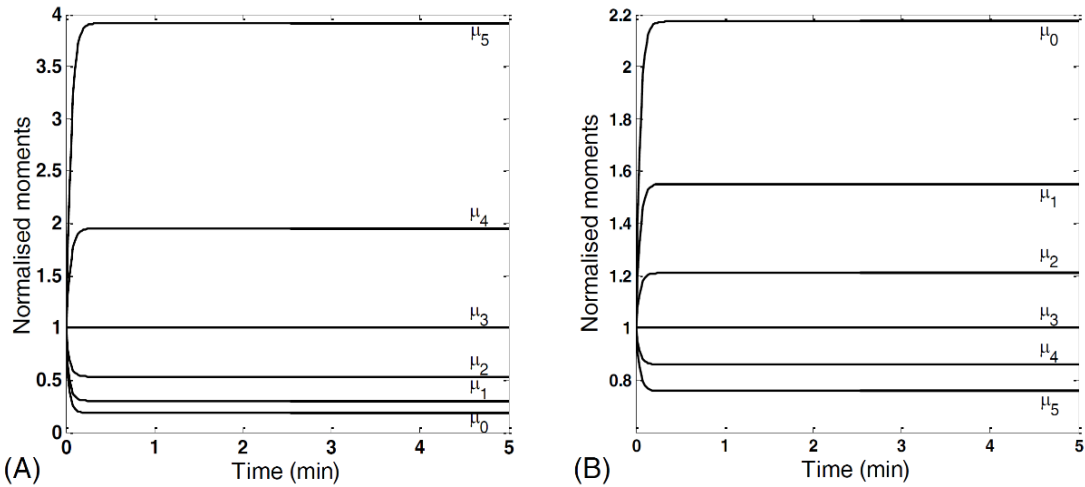 4
3.5
3
2.5
2
1.5
1
0.5
0
Normalised moments
μ5
μ4
μ3
μ2
μ1
μ0
0 1 2 3 4 5
Time (min)
(A)
2.2
2
1.8
1.6
1.4
1.2
1
0.8
Normalised moments
μ0
μ1
μ2
μ3
μ4
μ5
0 1 2 3 4 5
Time (min)
(B)